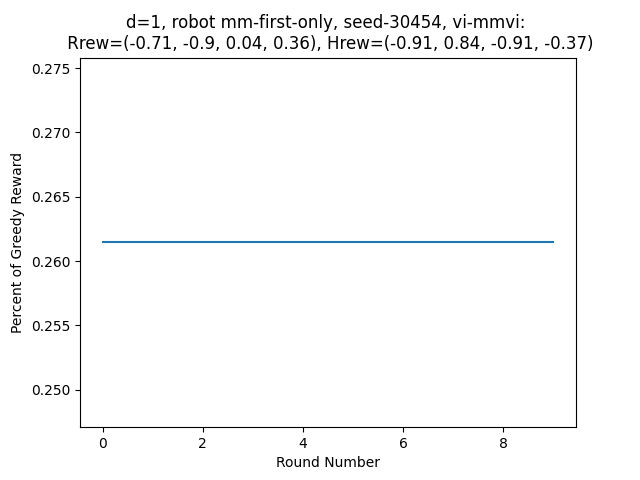 d=1, robot mm-first-only, seed-30454, vi-mmvi:
Rrew=(-0.71, -0.9, 0.04, 0.36), Hrew=(-0.91, 0.84, -0.91, -0.37)
0.275
0.270
0.265
0.260
0.255
0.250
Percent of Greedy Reward
0 2 4 6 8
Round Number